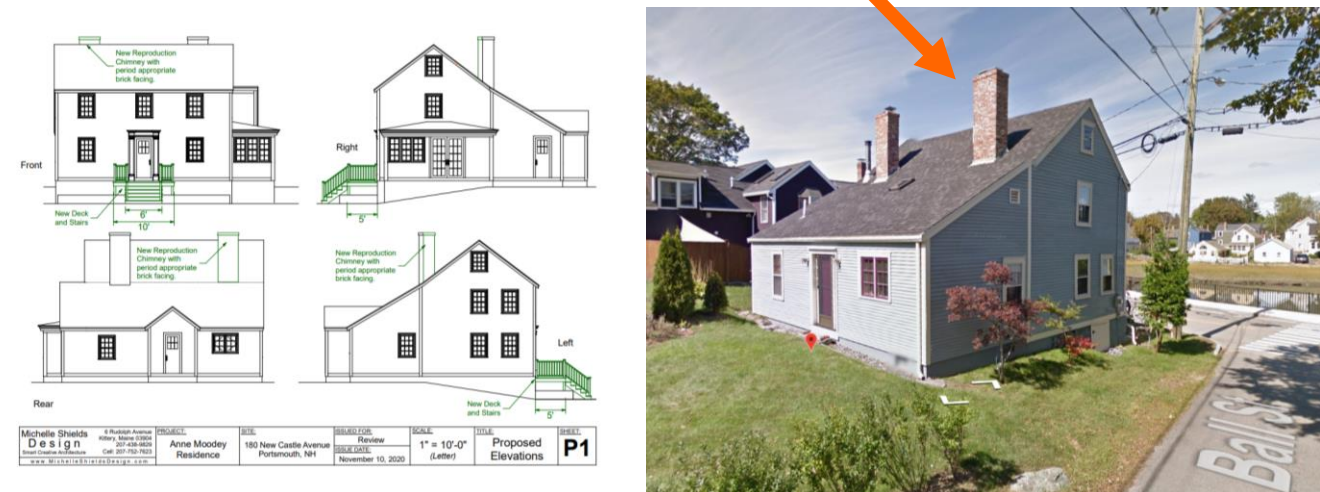 New Reproduction
Chimney with
period appropriate
brick facing.
Front
Right
New Deck
and Stairs
6'
10'
5'
New Reproduction
Chimney with
period appropriate
brick facing.
New Reproduction
Chimney with
period appropriate
brick facing.
Left
Rear
New Deck
and Stairs
5'
Michelle Shields
Design
Smart Creative Architecture
6 Rudolph Avenue
Kittery, Maine 03904
207-439-9829
Cell: 207-752-7623
www.MichelleShieldsDesign.com
PROJECT:
Anne Moodey
Residence
SITE:
180 New Castle Avenue
Portsmouth, NH
ISSUED FOR:
Review
ISSUE DATE:
November 10, 2020
SCALE:
1" = 10'-0"
(Letter)
TITLE:
Proposed
Elevations
SHEET:
P1
Ball St